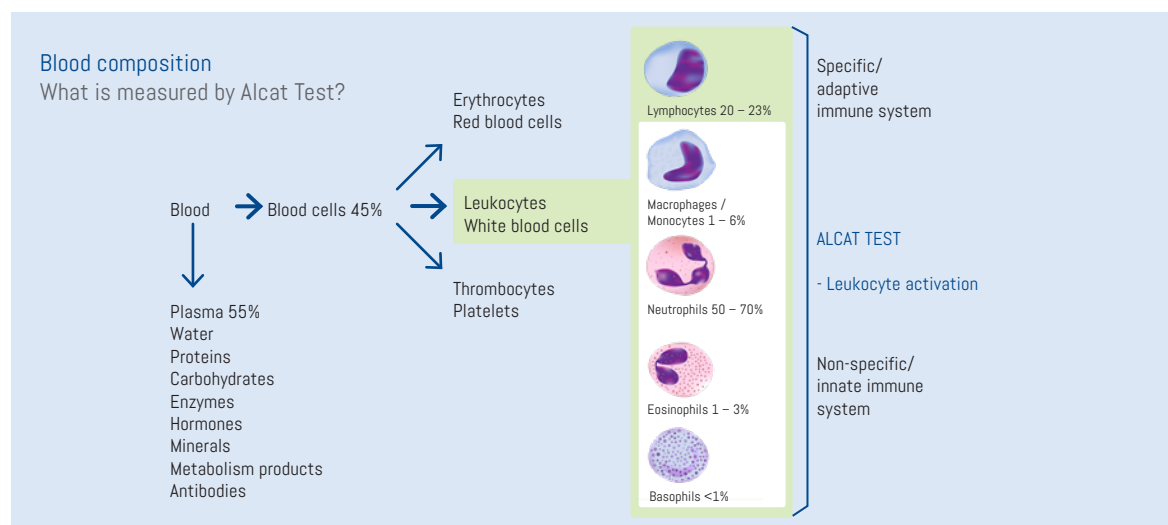 Blood composition
What is measured by Alcat Test?
Erythrocytes
Red blood cells
Blood
Blood cells 45%
Leukocytes
White blood cells
Thrombocytes
Platelets
Plasma 55%
Water
Proteins
Carbohydrates
Enzymes
Hormones
Minerals
Metabolism products
Antibodies
Lymphocytes 20 – 23%
Macrophages /
Monocytes 1 – 6%
Neutrophils 50 – 70%
Eosinophils 1 – 3%
Basophils <1%
Specific/
adaptive
immune system
ALCAT TEST
- Leukocyte activation
Non-specific/
innate immune
system